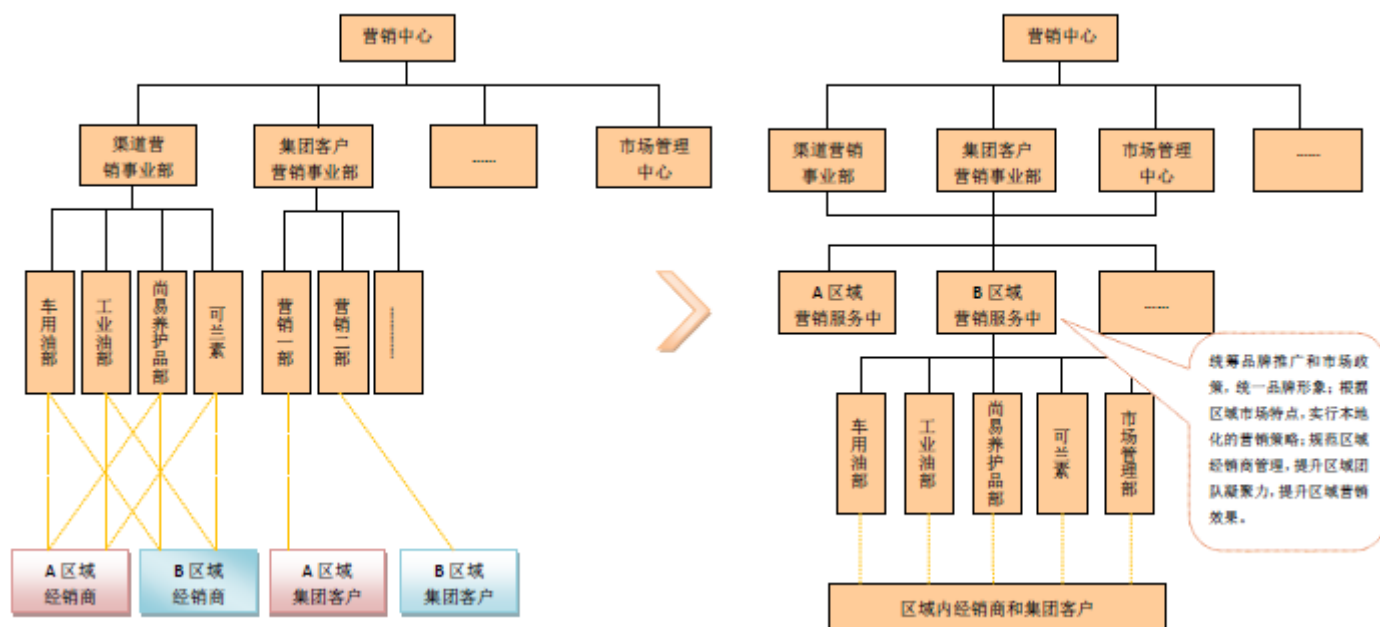 营销中心
渠道营
销事业部
集团客户
营销事业部
......
市场管理
中心
车用油部
工业油部
尚易养护品部
可兰素
营销一部
营销二部
............
A 区域
经销商
B 区域
经销商
A 区域
集团客户
B 区域
集团客户
营销中心
渠道营销
事业部
集团客户
营销事业部
市场管理
中心
......
A 区域
营销服务中
B 区域
营销服务中
......
统筹品牌推广和市场政
策，统一品牌形象；根据
区域市场特点，实行本地
化的营销策略；规范区域
经销商管理，提升区域团
队凝聚力，提升区域营销
效果。
车用油部
工业油部
尚易养护品部
可兰素
市场管理部
区域内经销商和集团客户